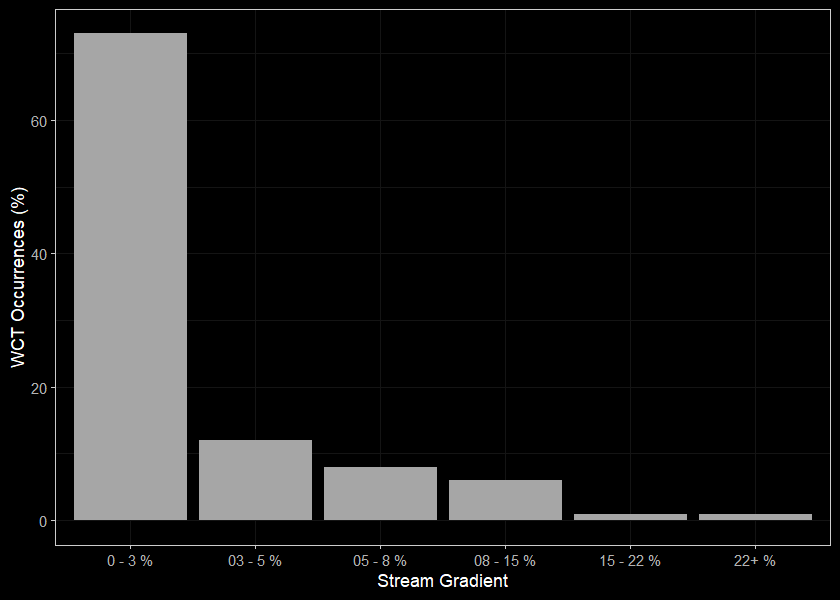 WCT Occurrences (%)
60
40
20
0
0 - 3 %
03 - 5 %
05 - 8 %
08 - 15 %
15 - 22 %
22+ %
Stream Gradient